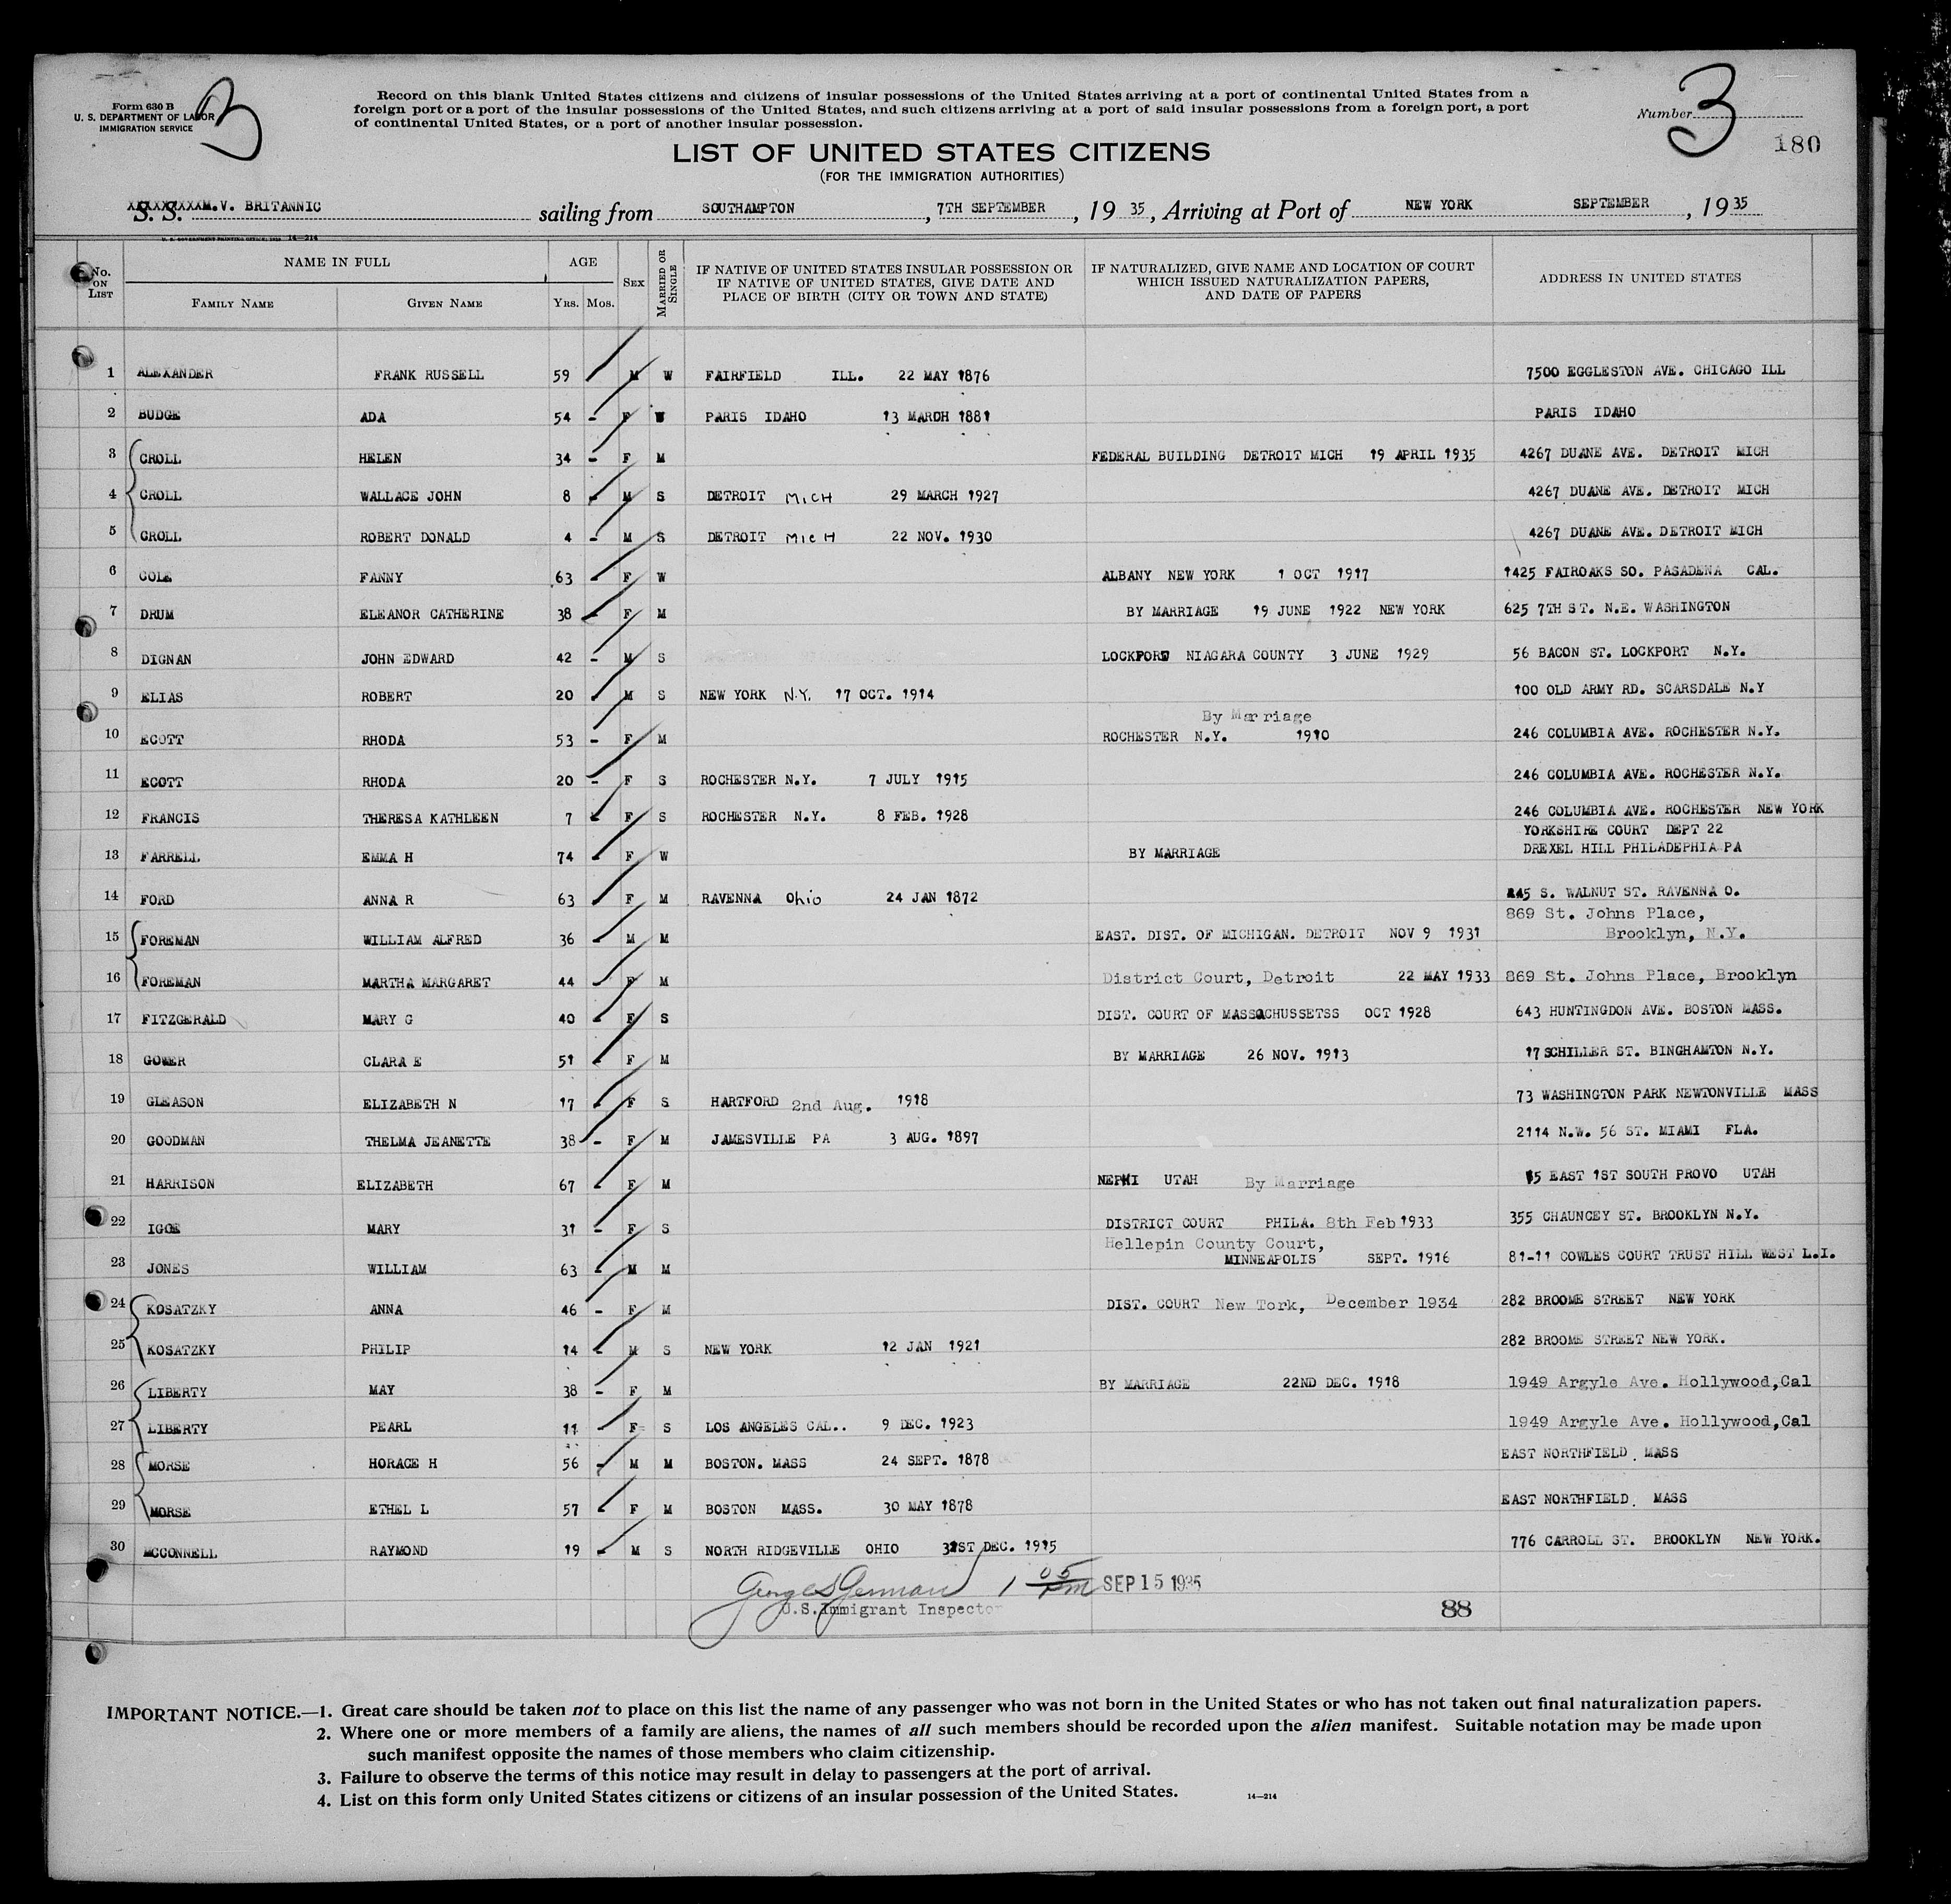 Form 630 B
U. S. DEPARTMENT OF LABOR
IMMIGRATION SERVICE
3
Record on this blank United States citizens and citizens of insular possessions of the United States arriving at a port of continental United States from a
foreign port or a port of the insular possessions of the United States, and such citizens arriving at a port of said insular possessions from a foreign port, a port
of continental United States, or a port of another insular possession.
Number 3
180
LIST OF UNITED STATES CITIZENS
(FOR THE IMMIGRATION AUTHORITIES)
S. S. XXXXXXXXXM.V. BRITANNIC sailing from SOUTHAMPTON, 7TH SEPTEMBER, 19 35, Arriving at Port of NEW YORK SEPTEMBER, 19 35
No. ON LIST
NAME IN FULL
FAMILY NAME GIVEN NAME
AGE
Yrs. Mos.
SEX
MARRIED OR SINGLE
IF NATIVE OF UNITED STATES INSULAR POSSESSION OR
IF NATIVE OF UNITED STATES, GIVE DATE AND
PLACE OF BIRTH (CITY OR TOWN AND STATE)
IF NATURALIZED, GIVE NAME AND LOCATION OF COURT
WHICH ISSUED NATURALIZATION PAPERS,
AND DATE OF PAPERS
ADDRESS IN UNITED STATES
1 ALEXANDER FRANK RUSSELL 59 M W FAIRFIELD ILL. 22 MAY 1876 7500 EGGLESTON AVE. CHICAGO ILL
2 BUDGE ADA 54 - F PARIS IDAHO 13 MARCH 1881 PARIS IDAHO
3 CROLL HELEN 34 - F M FEDERAL BUILDING DETROIT MICH 19 APRIL 1935 4267 DUANE AVE. DETROIT MICH
4 CROLL WALLACE JOHN 8 - M S DETROIT MICH 29 MARCH 1927 4267 DUANE AVE. DETROIT MICH
5 CROLL ROBERT DONALD 4 - M S DETROIT MICH 22 NOV. 1930 4267 DUANE AVE. DETROIT MICH
6 COLE FANNY 63 - F W ALBANY NEW YORK 1 OCT 1917 1425 FAIROAKS SO. PASADENA CAL.
7 DRUM ELEANOR CATHERINE 38 - F M BY MARRIAGE 19 JUNE 1922 NEW YORK 625 7TH ST. N.E. WASHINGTON
8 DIGNAN JOHN EDWARD 42 - M S LOCKPORT NIAGARA COUNTY 3 JUNE 1929 56 BACON ST. LOCKPORT N.Y.
9 ELIAS ROBERT 20 - M S NEW YORK N.Y. 17 OCT. 1914 100 OLD ARMY RD. SCARSDALE N.Y
By Marriage
10 ECOTT RHODA 53 - F M ROCHESTER N.Y. 1910 246 COLUMBIA AVE. ROCHESTER N.Y.
11 ECOTT RHODA 20 - F S ROCHESTER N.Y. 7 JULY 1915 246 COLUMBIA AVE. ROCHESTER N.Y.
12 FRANCIS THERESA KATHLEEN 7 - F S ROCHESTER N.Y. 8 FEB. 1928 246 COLUMBIA AVE. ROCHESTER NEW YORK
YORKSHIRE COURT DEPT 22
13 FARRELL EMMA H 74 - F W BY MARRIAGE DREXEL HILL PHILADEPHIA PA
14 FORD ANNA R 63 - F M RAVENNA Ohio 24 JAN 1872 245 S. WALNUT ST. RAVENNA O.
869 St. Johns Place,
15 FOREMAN WILLIAM ALFRED 36 - M M EAST. DIST. OF MICHIGAN. DETROIT NOV 9 1931 Brooklyn, N.Y.
16 FOREMAN MARTHA MARGARET 44 - F M District Court, Detroit 22 MAY 1933 869 St. Johns Place, Brooklyn
17 FITZGERALD MARY G 40 - F S DIST. COURT OF MASSACHUSSETSS OCT 1928 643 HUNTINGDON AVE. BOSTON MASS.
18 GOWER CLARA E 51 - F M BY MARRIAGE 26 NOV. 1913 17 SCHILLER ST. BINGHAMTON N.Y.
19 GLEASON ELIZABETH N 17 - F S HARTFORD 2nd Aug. 1918 73 WASHINGTON PARK NEWTONVILLE MASS
20 GOODMAN THELMA JEANETTE 38 - F M JAMESVILLE PA 3 AUG. 1897 2114 N.W. 56 ST. MIAMI FLA.
21 HARRISON ELIZABETH 67 - F M NEPHI UTAH By Marriage 15 EAST 1ST SOUTH PROVO UTAH
22 IGOE MARY 31 - F S DISTRICT COURT PHILA. 8th Feb 1933 355 CHAUNCEY ST. BROOKLYN N.Y.
Hellepin County Court,
23 JONES WILLIAM 63 - M M MINNEAPOLIS SEPT. 1916 81-11 COWLES COURT TRUST HILL WEST L.I.
24 KOSATZKY ANNA 46 - F M DIST. COURT New Tork, December 1934 282 BROOME STREET NEW YORK
25 KOSATZKY PHILIP 14 - M S NEW YORK 12 JAN 1921 282 BROOME STREET NEW YORK.
26 LIBERTY MAY 38 - F M BY MARRIAGE 22ND DEC. 1918 1949 Argyle Ave. Hollywood,Cal
27 LIBERTY PEARL 11 - F S LOS ANGELES CAL.. 9 DEC. 1923 1949 Argyle Ave. Hollywood,Cal
28 MORSE HORACE H 56 - M M BOSTON. MASS 24 SEPT. 1878 EAST NORTHFIELD. MASS
29 MORSE ETHEL L 57 - F M BOSTON MASS. 30 MAY 1878 EAST NORTHFIELD. MASS
30 MCCONNELL RAYMOND 19 - M S NORTH RIDGEVILLE OHIO 31ST DEC. 1915 776 CARROLL ST. BROOKLYN NEW YORK.
George S German 1 05 PM SEP 15 1935
U.S.Immigrant Inspector
88
IMPORTANT NOTICE.—1. Great care should be taken not to place on this list the name of any passenger who was not born in the United States or who has not taken out final naturalization papers.
2. Where one or more members of a family are aliens, the names of all such members should be recorded upon the alien manifest. Suitable notation may be made upon
such manifest opposite the names of those members who claim citizenship.
3. Failure to observe the terms of this notice may result in delay to passengers at the port of arrival.
4. List on this form only United States citizens or citizens of an insular possession of the United States.
14—214